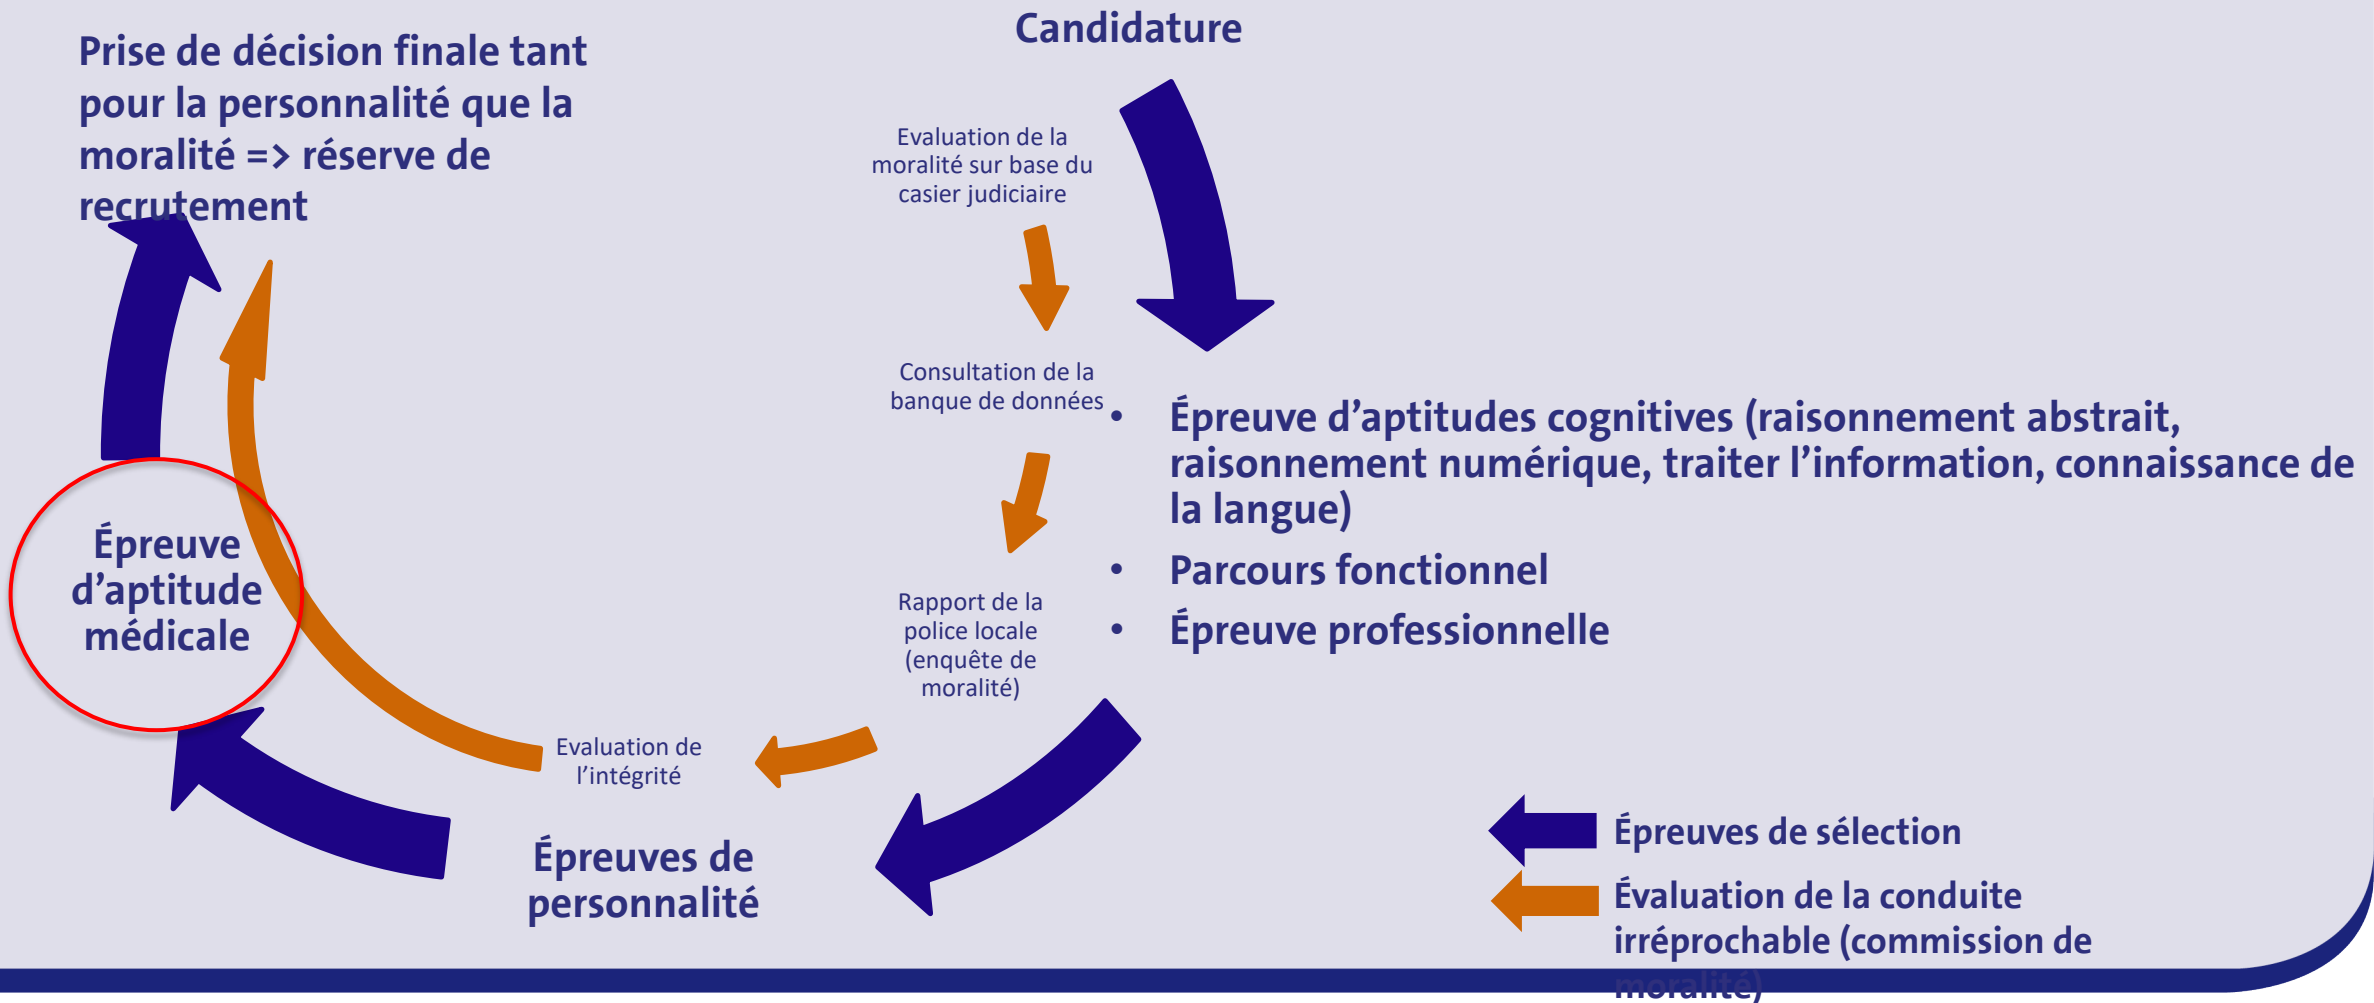 Candidature
Prise de décision finale tant
pour la personnalité que la
moralité => réserve de
recrutement
Evaluation de la
moralité sur base du
casier judiciaire
Consultation de la
banque de données
• Épreuve d’aptitudes cognitives (raisonnement abstrait,
raisonnement numérique, traiter l’information, connaissance de
la langue)
• Parcours fonctionnel
• Épreuve professionnelle
Rapport de la
police locale
(enquête de
moralité)
Evaluation de
l’intégrité
Épreuves de
personnalité
Épreuve
d’aptitude
médicale
Épreuves de sélection
Évaluation de la conduite
irréprochable (commission de
moralité)